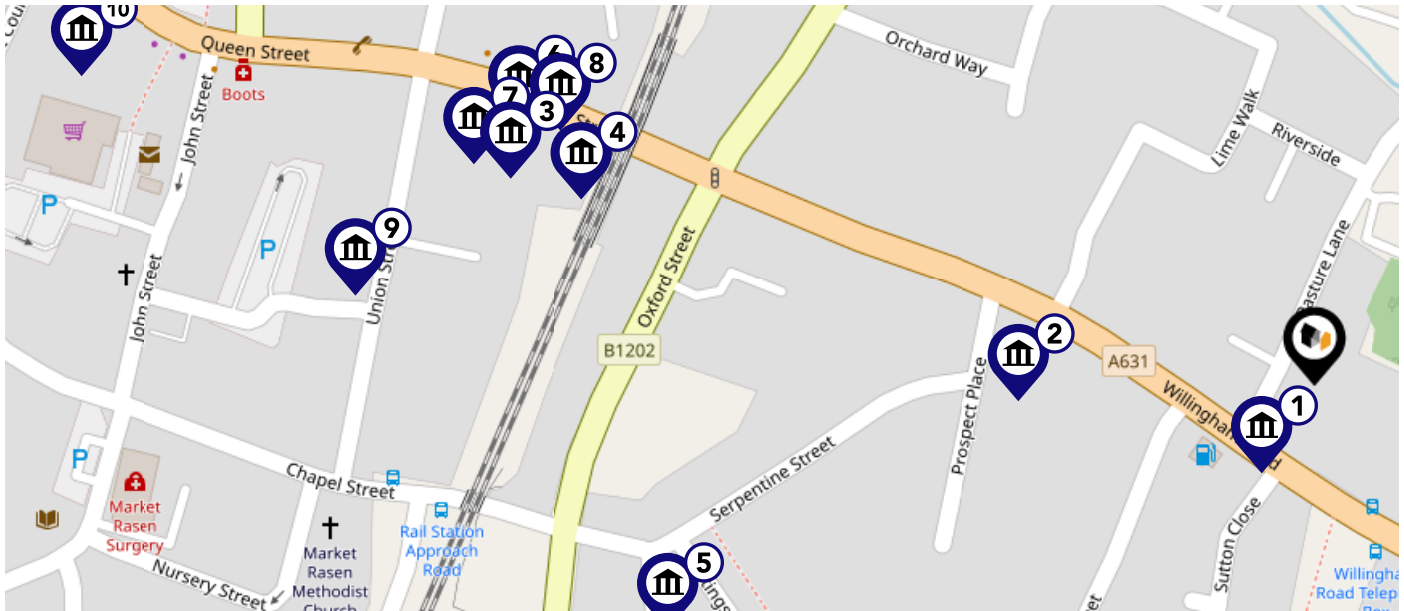 10
Queen Street
Boots
6
8
7
3
4
Orchard Way
Lime Walk
Riverside
John Street
P
P
9
Union
John Street
Oxford Street
B1202
2
A631
Pasture Lane
1
Prospect Place
Serpentine Street
P
Chapel Street
Market
Rasen
Surgery
Rail Station
Approach
Road
Market
Rasen
Methodist
Church
Nursery Street
5
Sutton Close
Road